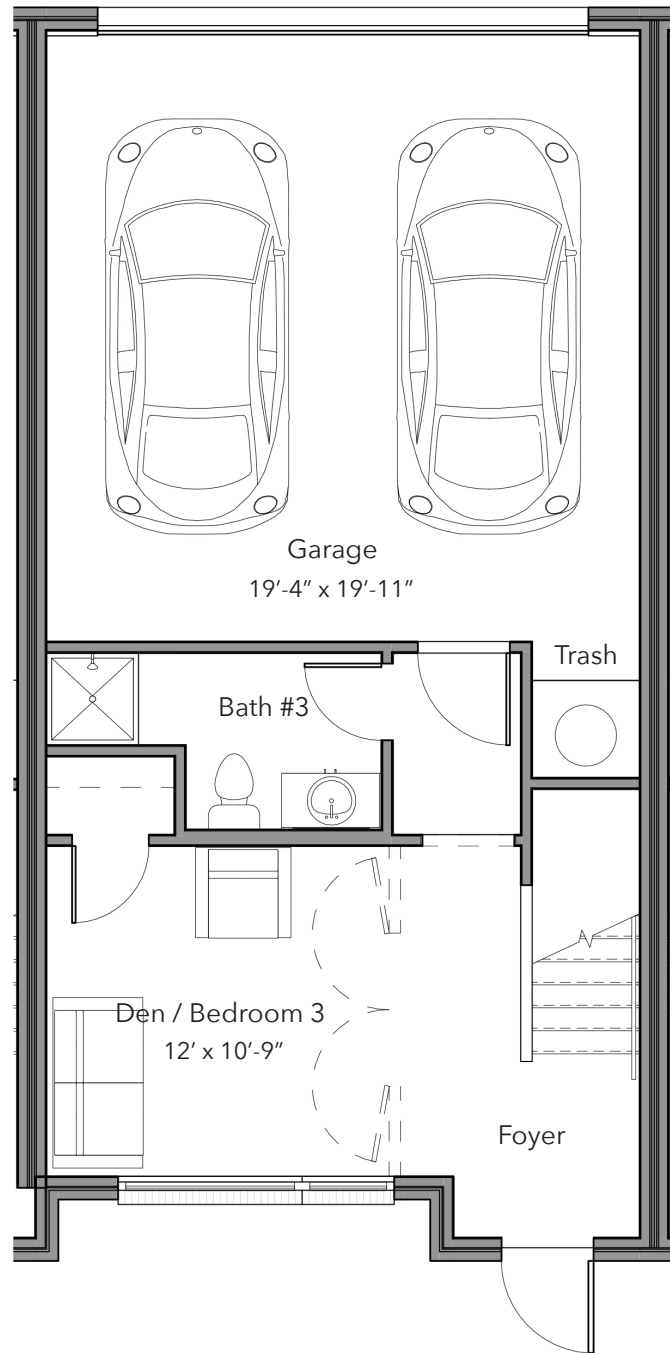 Garage
19’-4” x 19’-11”
Trash
Bath #3
Den / Bedroom 3
12’ x 10’-9”
Foyer